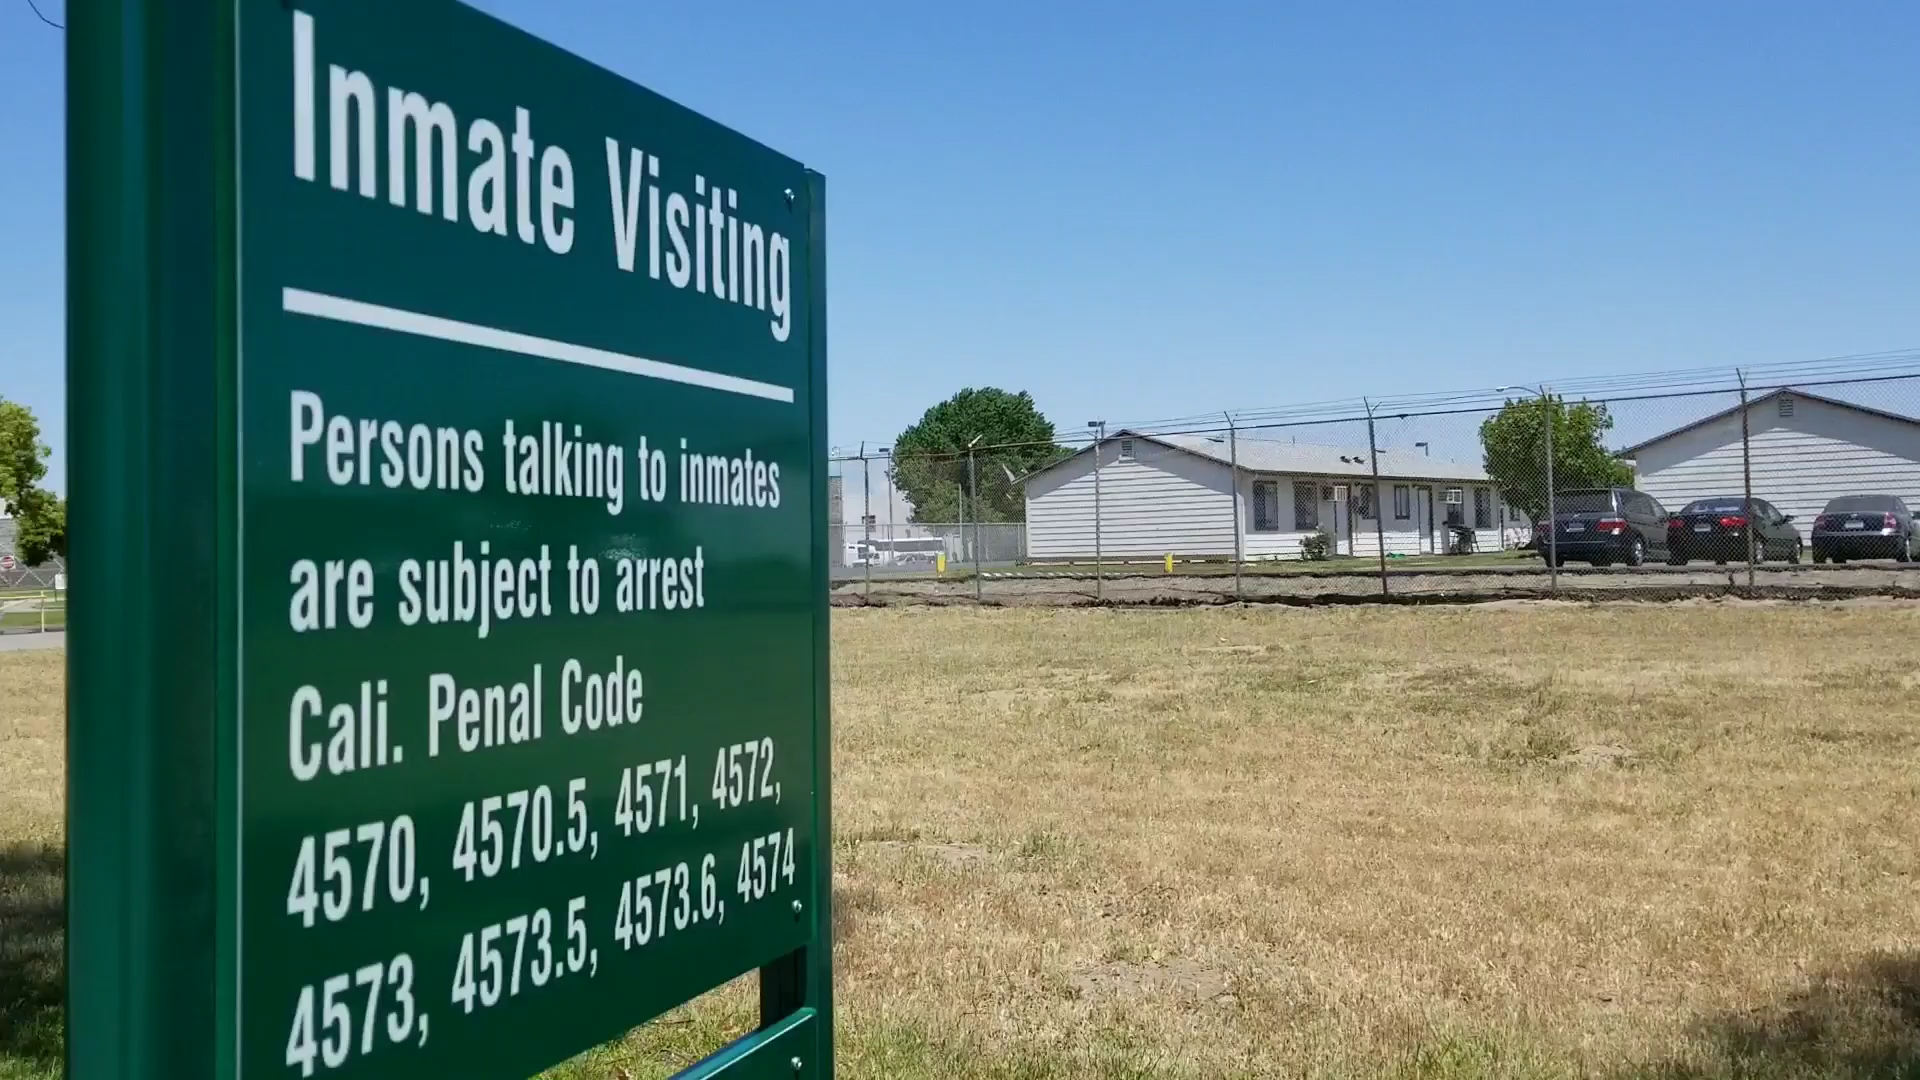 Inmate Visiting
Persons talking to inmates
are subject to arrest
Cali. Penal Code
4570, 4570.5, 4571, 4572,
4573, 4573.5, 4573.6, 4574